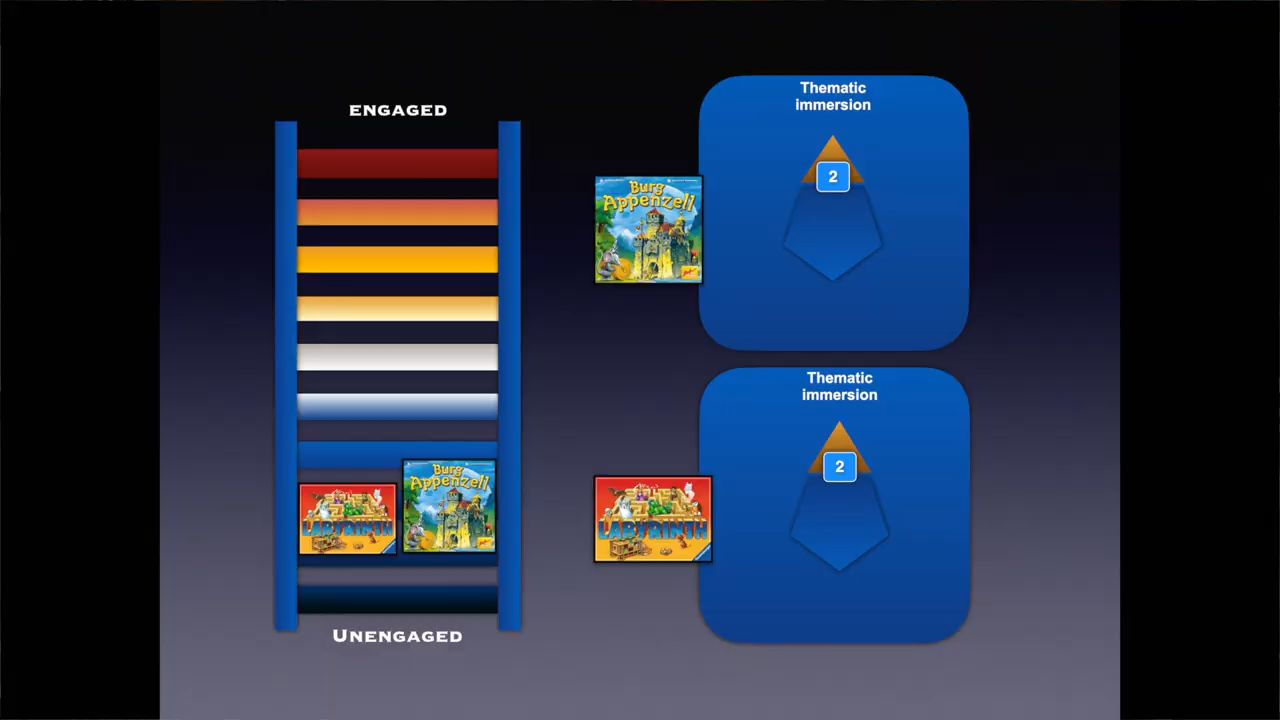 ENGAGED
Thematic
immersion
2
Burg
Appenzell
Thematic
immersion
2
LABYRINTH
Burg
Appenzell
LABYRINTH
UNENGAGED